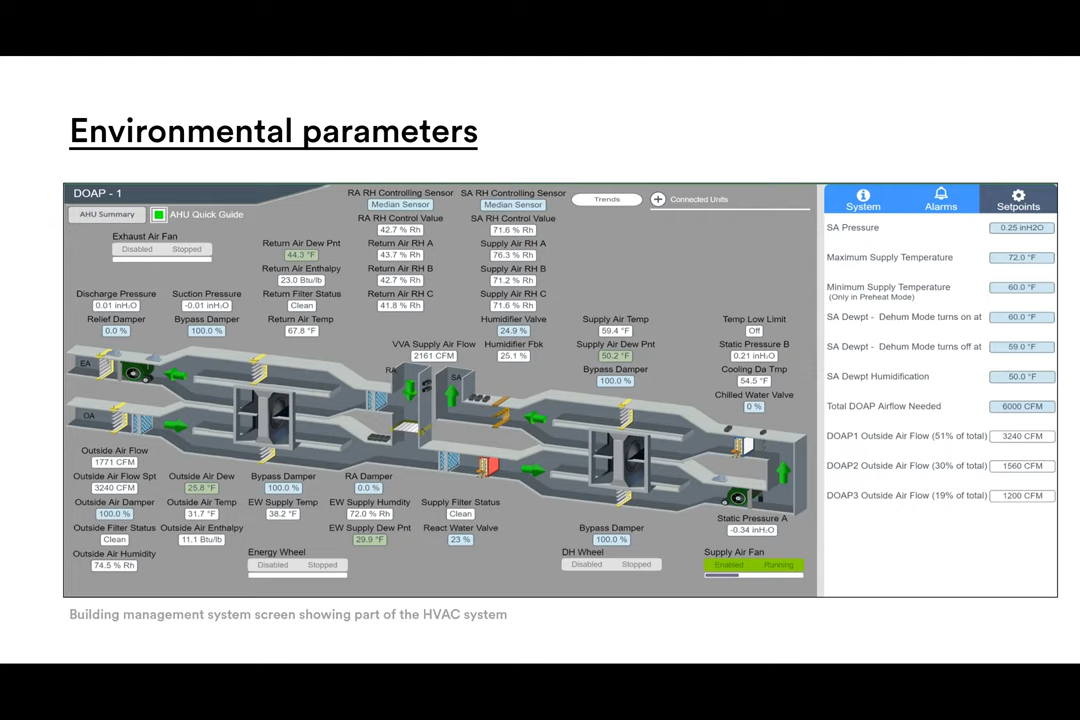 Environmental parameters
DOAP - 1
AHU Summary
AHU Quick Guide
Exhaust Air Fan
Disabled Stopped
Discharge Pressure
0.01 inH₂O
Relief Damper
0.0 %
Suction Pressure
-0.01 inH₂O
Bypass Damper
100.0 %
Return Air Dew Pnt
44.3 °F
Return Air Enthalpy
23.0 Btu/lb
Return Filter Status
Clean
Return Air Temp
67.8 °F
RA RH Controlling Sensor
Median Sensor
RA RH Control Value
42.7 % Rh
Return Air RH A
43.7 % Rh
Return Air RH B
42.7 % Rh
Return Air RH C
41.8 % Rh
SA RH Controlling Sensor
Median Sensor
SA RH Control Value
71.6 % Rh
Supply Air RH A
76.3 % Rh
Supply Air RH B
71.2 % Rh
Supply Air RH C
71.6 % Rh
Humidifier Valve
24.9 %
Humidifier Fbk
25.1 %
VVA Supply Air Flow
2161 CFM
Trends
Connected Units
Supply Air Temp
59.4 °F
Supply Air Dew Pnt
50.2 °F
Bypass Damper
100.0 %
Temp Low Limit
Off
Static Pressure B
0.21 inH₂O
Cooling Da Tmp
54.5 °F
Chilled Water Valve
0 %
EA
OA
RA
SA
Outside Air Flow
1771 CFM
Outside Air Flow Spt
3240 CFM
Outside Air Damper
100.0 %
Outside Filter Status
Clean
Outside Air Humidity
74.5 % Rh
Outside Air Dew
25.8 °F
Outside Air Temp
31.7 °F
Outside Air Enthalpy
11.1 Btu/lb
Bypass Damper
100.0 %
EW Supply Temp
38.2 °F
Energy Wheel
Disabled Stopped
RA Damper
0.0 %
EW Supply Humidity
72.0 % Rh
EW Supply Dew Pnt
29.9 °F
Supply Filter Status
Clean
React Water Valve
23 %
Bypass Damper
100.0 %
DH Wheel
Disabled Stopped
Static Pressure A
-0.34 inH₂O
Supply Air Fan
Enabled Running
System
Alarms
Setpoints
SA Pressure 0.25 inH2O
Maximum Supply Temperature 72.0 °F
Minimum Supply Temperature 60.0 °F
(Only in Preheat Mode)
SA Dewpt - Dehum Mode turns on at 60.0 °F
SA Dewpt - Dehum Mode turns off at 59.0 °F
SA Dewpt Humidification 50.0 °F
Total DOAP Airflow Needed 6000 CFM
DOAP1 Outside Air Flow (51% of total) 3240 CFM
DOAP2 Outside Air Flow (30% of total) 1560 CFM
DOAP3 Outside Air Flow (19% of total) 1200 CFM
Building management system screen showing part of the HVAC system